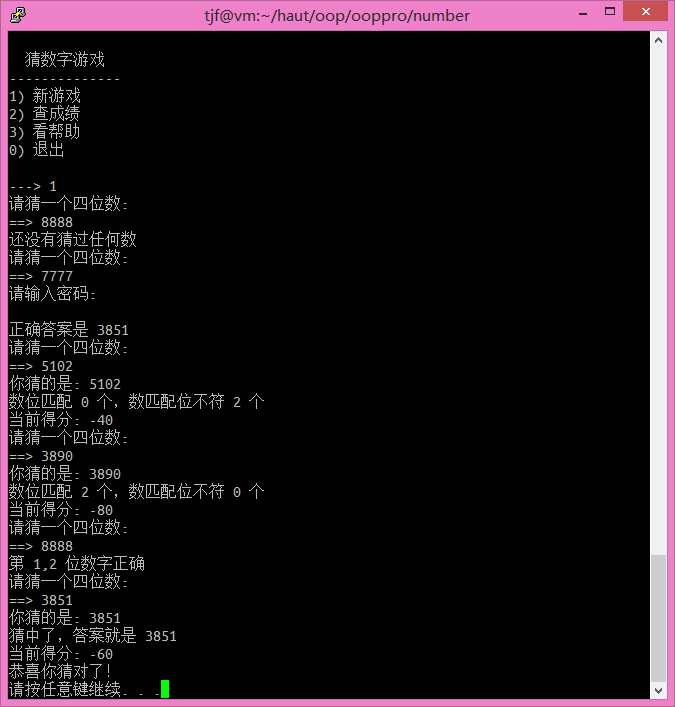 tjf@vm:~/haut/oop/ooppro/number
猜数字游戏
--------------
1) 新游戏
2) 查成绩
3) 看帮助
0) 退出
---> 1
请猜一个四位数:
==> 8888
还没有猜过任何数
请猜一个四位数:
==> 7777
请输入密码:
正确答案是 3851
请猜一个四位数:
==> 5102
你猜的是: 5102
数位匹配 0 个, 数匹配位不符 2 个
当前得分: -40
请猜一个四位数:
==> 3890
你猜的是: 3890
数位匹配 2 个, 数匹配位不符 0 个
当前得分: -80
请猜一个四位数:
==> 8888
第 1,2 位数字正确
请猜一个四位数:
==> 3851
你猜的是: 3851
猜中了, 答案就是 3851
当前得分: -60
恭喜你猜对了!
请按任意键继续. . .